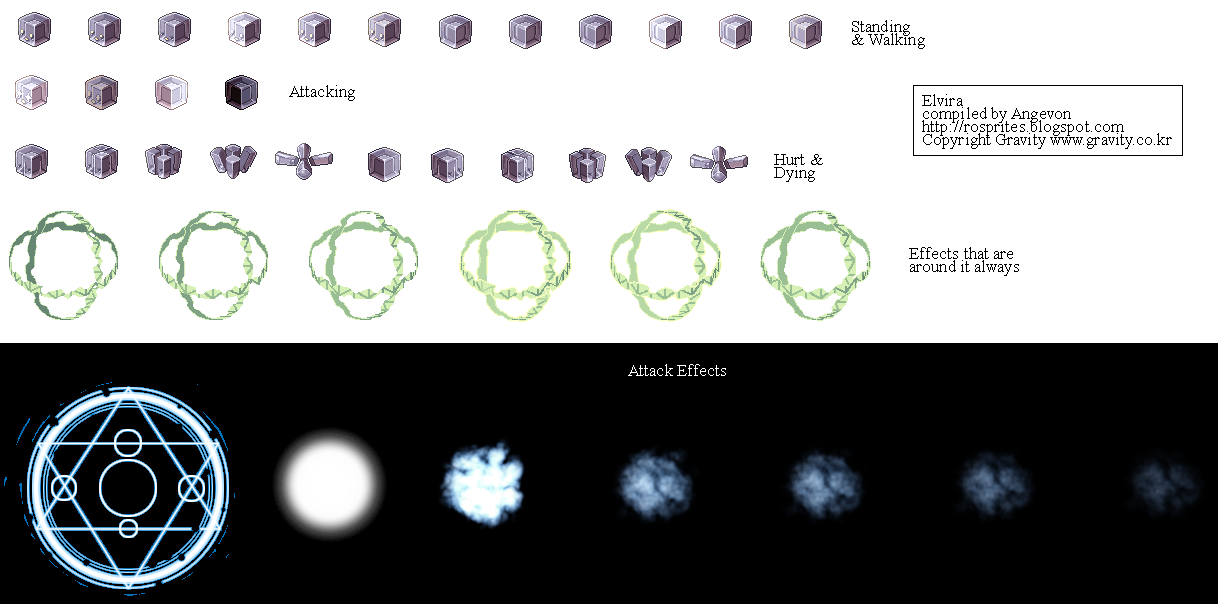 Standing
& Walking
Attacking
Elvira
compiled by Angevon
http://rosprites.blogspot.com
Copyright Gravity www.gravity.co.kr
Hurt &
Dying
Effects that are
around it always
Attack Effects